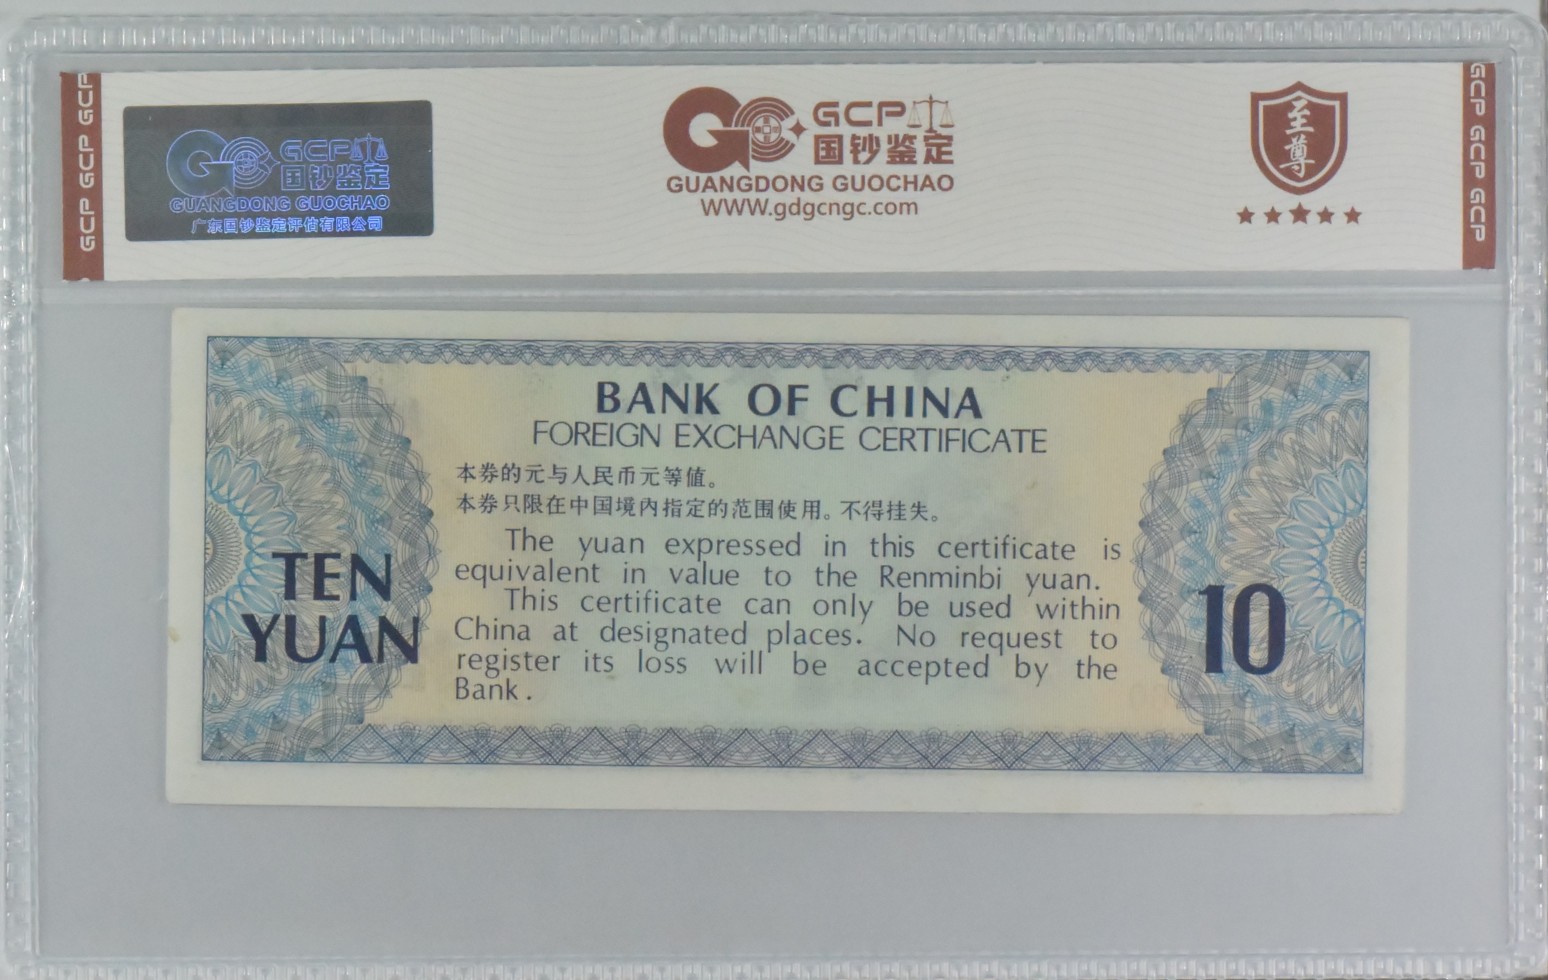 GCP GCP GCP
GCP
国钞鉴定
GUANGDONG GUOCHAO
广东国钞鉴定评估有限公司
GCP
国钞鉴定
GUANGDONG GUOCHAO
WWW.gdgcngc.com
至尊
GCP GCP GCP
BANK OF CHINA
FOREIGN EXCHANGE CERTIFICATE
本券的元与人民币元等值。
本券只限在中国境内指定的范围使用。不得挂失。
The yuan expressed in this certificate is
equivalent in value to the Renminbi yuan.
This certificate can only be used within
China at designated places. No request to
register its loss will be accepted by the
Bank.
TEN
YUAN
10